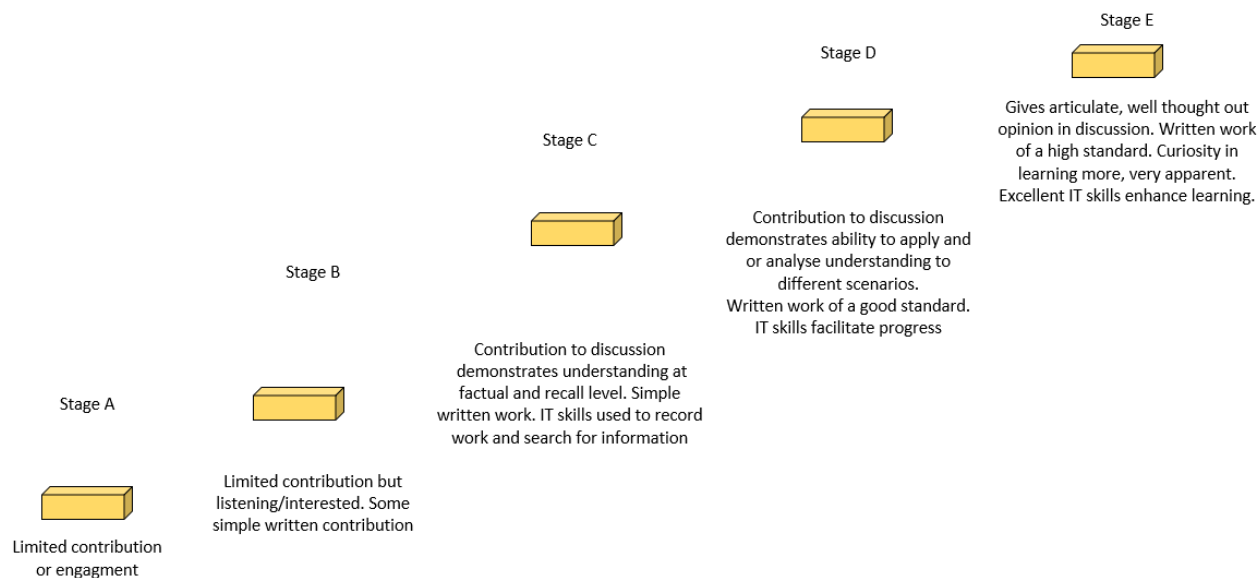 Stage A
Limited contribution
or engagment
Stage B
Limited contribution but
listening/interested. Some
simple written contribution
Stage C
Contribution to discussion
demonstrates understanding at
factual and recall level. Simple
written work. IT skills used to record
work and search for information
Stage D
Contribution to discussion
demonstrates ability to apply and
or analyse understanding to
different scenarios.
Written work of a good standard.
IT skills facilitate progress
Stage E
Gives articulate, well thought out
opinion in discussion. Written work
of a high standard. Curiosity in
learning more, very apparent.
Excellent IT skills enhance learning.